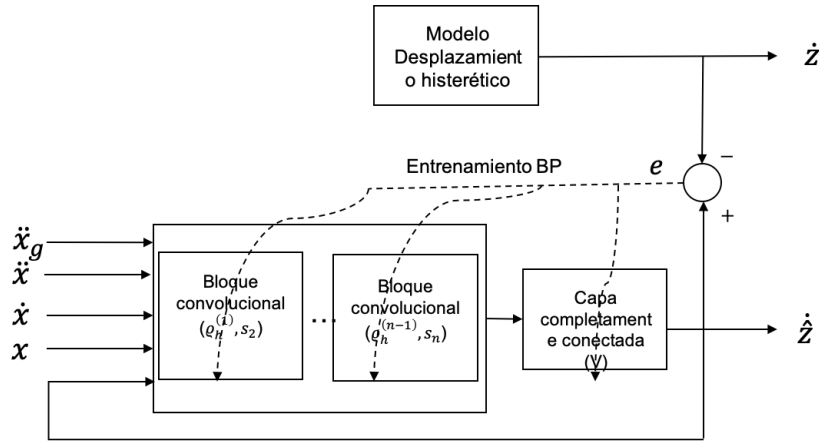 Modelo
Desplazamient
o histerético
ż
Entrenamiento BP
e
−
+
ẍ_g
ẍ
ẋ
x
Bloque
convolucional
(ϱ_h^(1), s_2)
...
Bloque
convolucional
(ϱ_h^(n−1), s_n)
Capa
completament
e conectada
(V)
ẑ̇